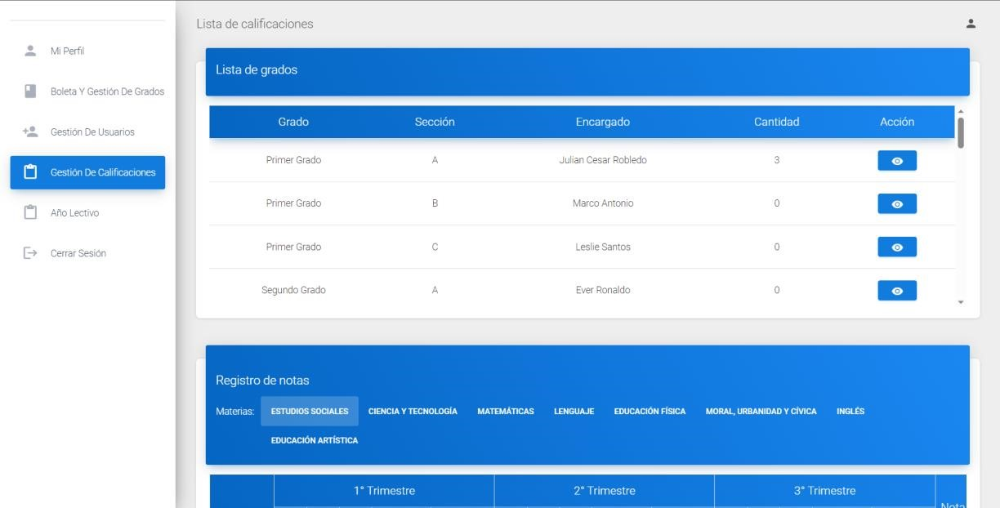 Lista de calificaciones
Mi Perfil
Boleta Y Gestión De Grados
Gestión De Usuarios
Gestión De Calificaciones
Año Lectivo
Cerrar Sesión
Lista de grados
Grado Sección Encargado Cantidad Acción
Primer Grado A Julian Cesar Robledo 3
Primer Grado B Marco Antonio 0
Primer Grado C Leslie Santos 0
Segundo Grado A Ever Ronaldo 0
Registro de notas
Materias: ESTUDIOS SOCIALES CIENCIA Y TECNOLOGÍA MATEMÁTICAS LENGUAJE EDUCACIÓN FÍSICA MORAL, URBANIDAD Y CÍVICA INGLÉS
EDUCACIÓN ARTÍSTICA
1° Trimestre 2° Trimestre 3° Trimestre
Nota